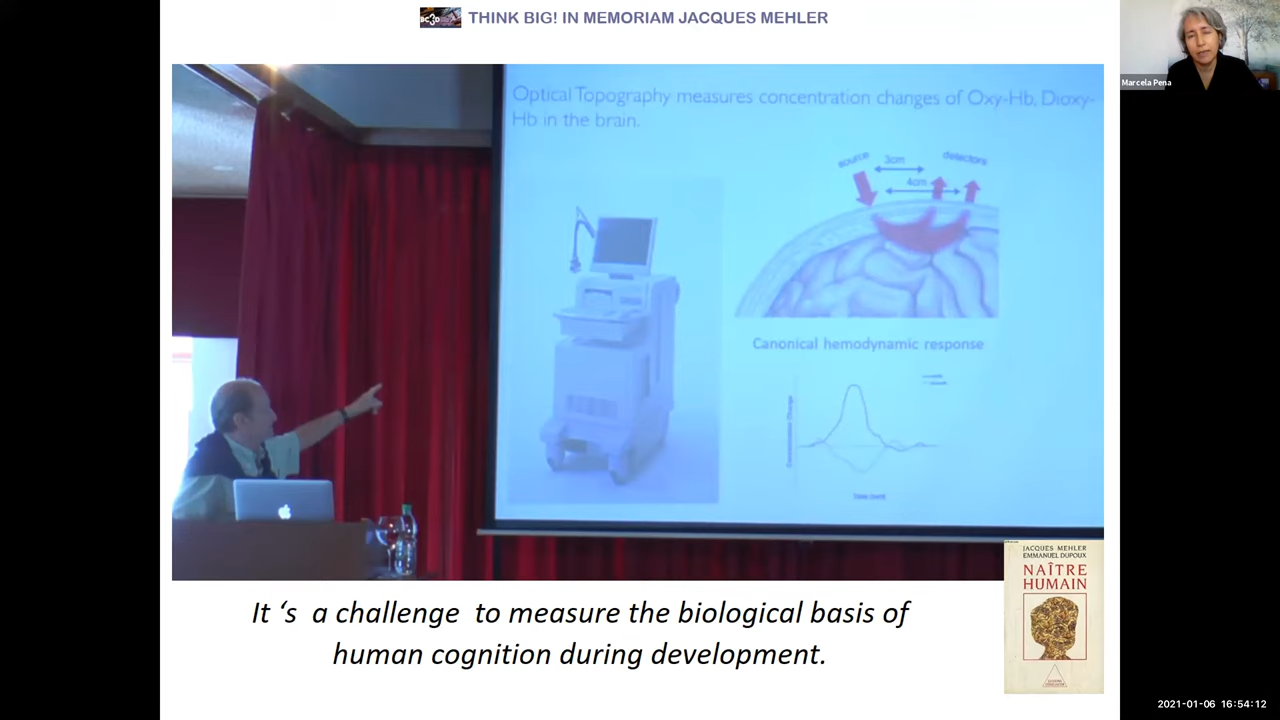 BC3D
THINK BIG! IN MEMORIAM JACQUES MEHLER
Marcela Pena
Optical Topography measures concentration changes of Oxy-Hb, Dioxy-
Hb in the brain.
source
3cm
detectors
4cm
Canonical hemodynamic response
JACQUES MEHLER
EMMANUEL DUPOUX
NAÎTRE
HUMAIN
It ‘s a challenge to measure the biological basis of
human cognition during development.
2021-01-06 16:54:12